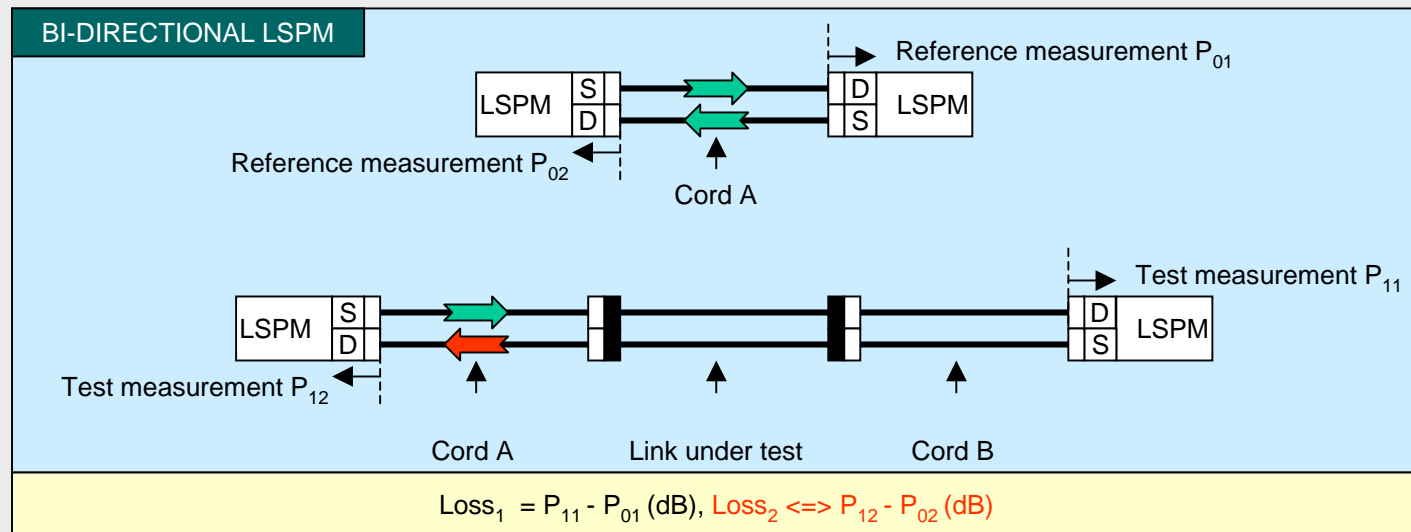 BI-DIRECTIONAL LSPM
Reference measurement P01
LSPM S D
D S LSPM
Reference measurement P02
Cord A
Test measurement P11
LSPM S D
D S LSPM
Test measurement P12
Cord A Link under test Cord B
Loss1 = P11 - P01 (dB), Loss2 <=> P12 - P02 (dB)